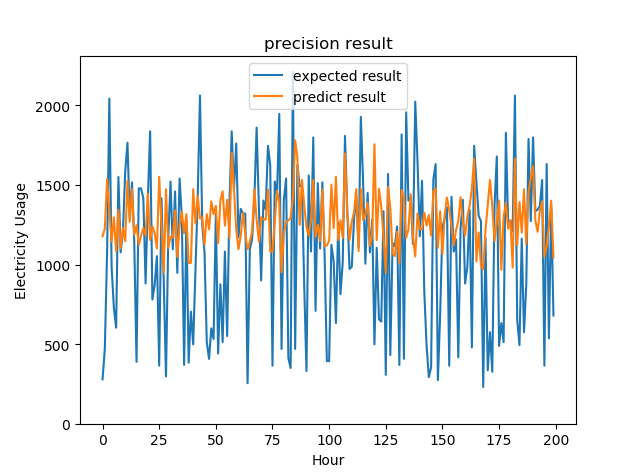 precision result
expected result
predict result
Electricity Usage
2000
1500
1000
500
0
0 25 50 75 100 125 150 175 200
Hour